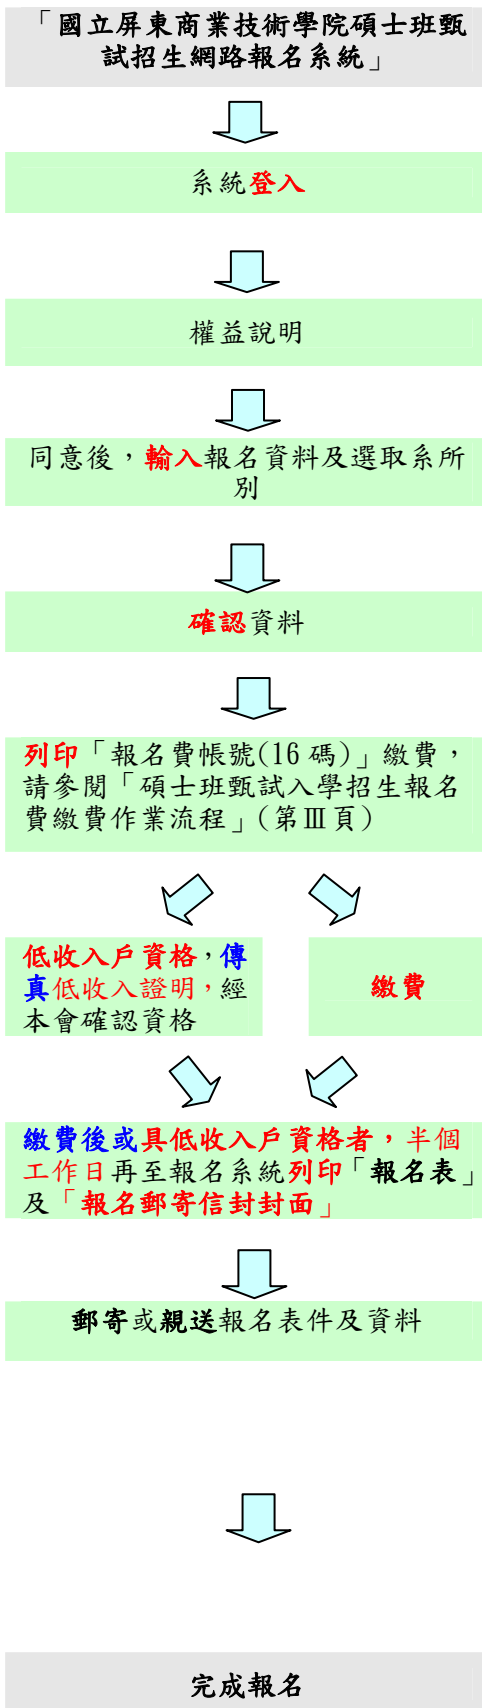 「國立屏東商業技術學院碩士班甄
試招生網路報名系統」
系統登入
權益說明
同意後，輸入報名資料及選取系所
別
確認資料
列印「報名費帳號(16 碼)」繳費，
請參閱「碩士班甄試入學招生報名
費繳費作業流程」(第Ⅲ頁)
低收入戶資格，傳
真低收入證明，經
本會確認資格
繳費
繳費後或具低收入戶資格者，半個
工作日再至報名系統列印「報名表」
及「報名郵寄信封封面」
郵寄或親送報名表件及資料
完成報名